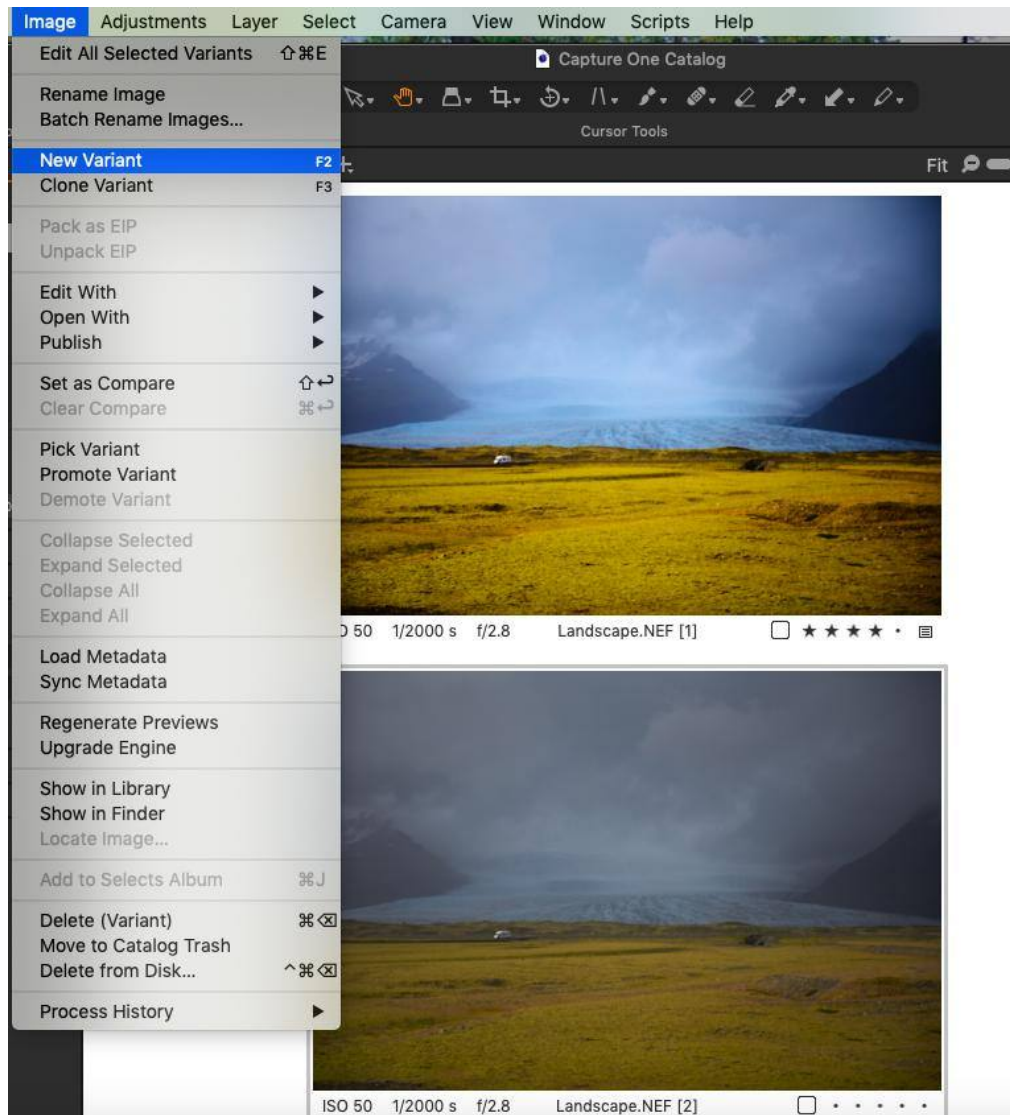 Image Adjustments Layer Select Camera View Window Scripts Help
Edit All Selected Variants ⇧⌘E
Capture One Catalog
Rename Image
Batch Rename Images...
Cursor Tools
New Variant F2
Fit
Clone Variant F3
Pack as EIP
Unpack EIP
Edit With ▶
Open With ▶
Publish ▶
Set as Compare ⇧↩
Clear Compare ⌘↩
Pick Variant
Promote Variant
Demote Variant
Collapse Selected
Expand Selected
Collapse All
Expand All
50 1/2000 s f/2.8 Landscape.NEF [1] ★★★★
Load Metadata
Sync Metadata
Regenerate Previews
Upgrade Engine
Show in Library
Show in Finder
Locate Image...
Add to Selects Album ⌘J
Delete (Variant) ⌘⌫
Move to Catalog Trash
Delete from Disk... ^⌘⌫
Process History ▶
ISO 50 1/2000 s f/2.8 Landscape.NEF [2]